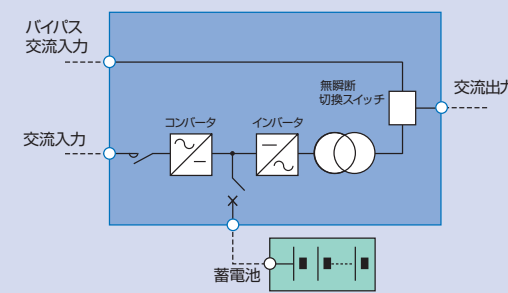 バイパス
交流入力
無瞬断
切換スイッチ
交流出力
コンバータ
インバータ
交流入力
蓄電池